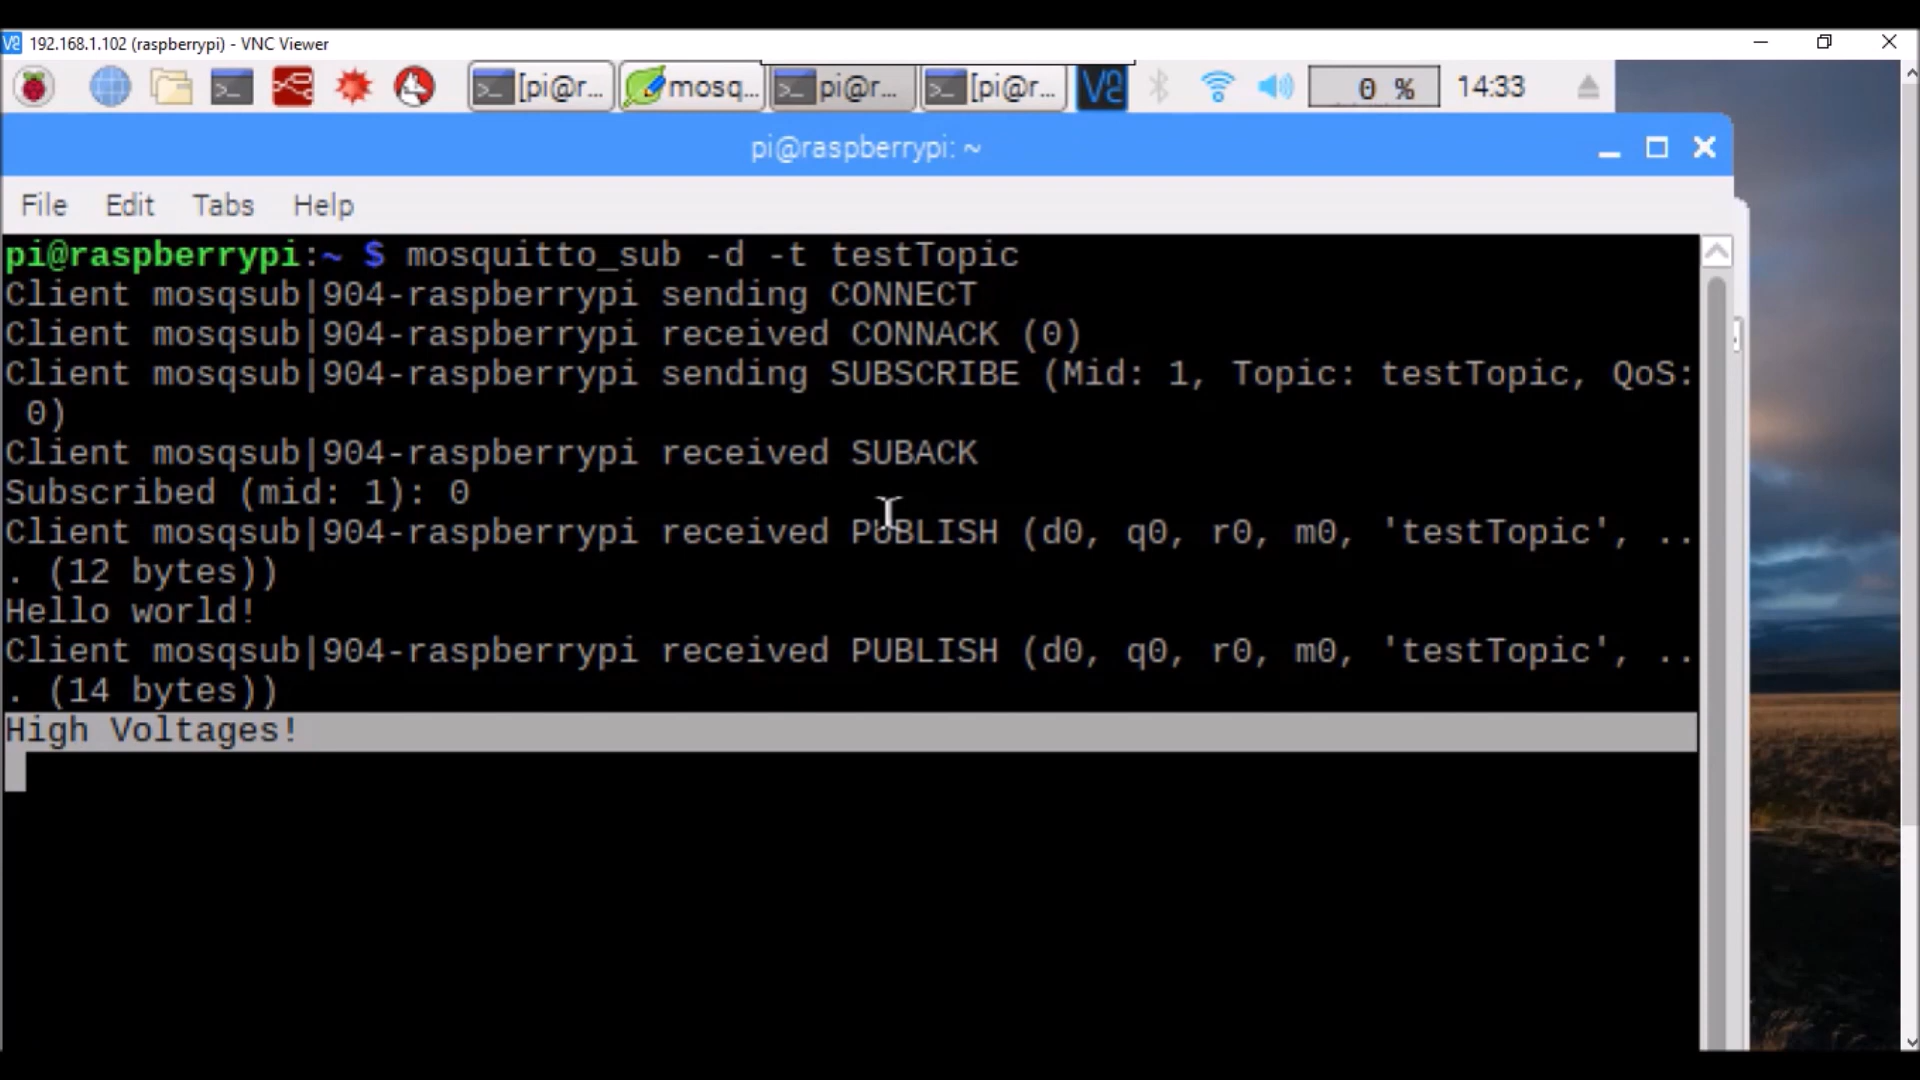 192.168.1.102 (raspberrypi) - VNC Viewer
[pi@r... mosq... pi@r... [pi@r... 0 % 14:33
pi@raspberrypi: ~
File Edit Tabs Help
pi@raspberrypi:~ $ mosquitto_sub -d -t testTopic
Client mosqsub|904-raspberrypi sending CONNECT
Client mosqsub|904-raspberrypi received CONNACK (0)
Client mosqsub|904-raspberrypi sending SUBSCRIBE (Mid: 1, Topic: testTopic, QoS:
0)
Client mosqsub|904-raspberrypi received SUBACK
Subscribed (mid: 1): 0
Client mosqsub|904-raspberrypi received PUBLISH (d0, q0, r0, m0, 'testTopic', ..
. (12 bytes))
Hello world!
Client mosqsub|904-raspberrypi received PUBLISH (d0, q0, r0, m0, 'testTopic', ..
. (14 bytes))
High Voltages!